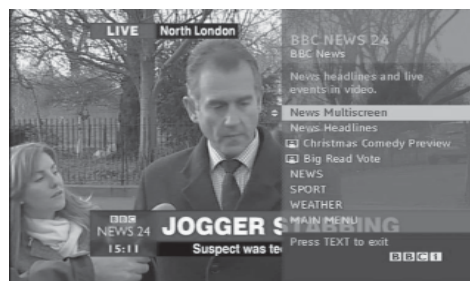 LIVE North London
BBC NEWS 24
BBC News
News headlines and live
events in video.
News Multiscreen
News Headlines
Christmas Comedy Preview
Big Read Vote
NEWS
SPORT
WEATHER
MAIN MENU
Press TEXT to exit
BBC 1
BBC
NEWS 24
15:11
JOGGER STABBING
Suspect was